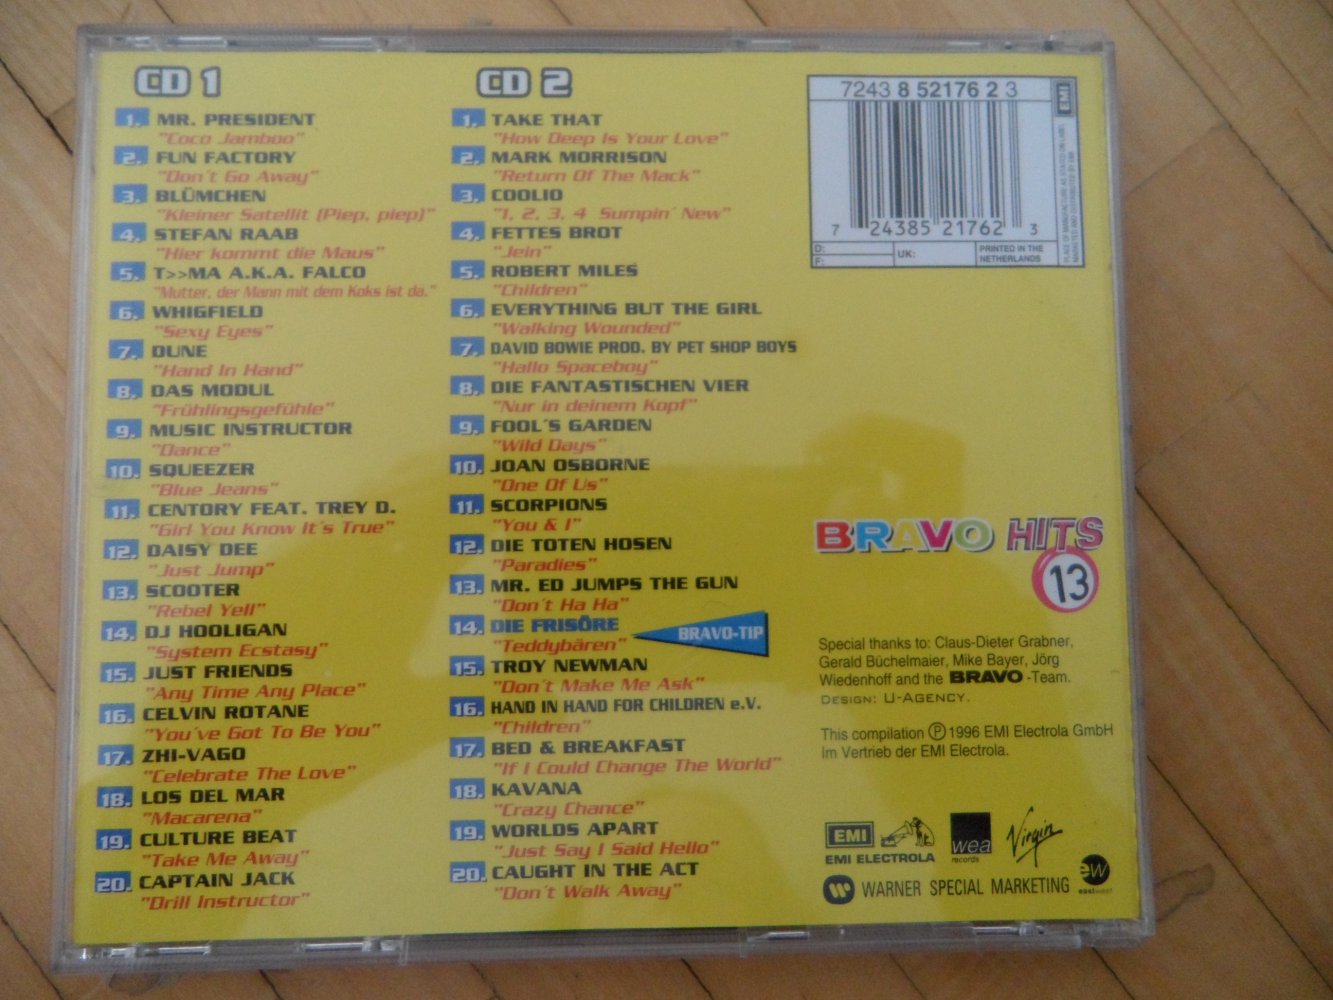 CD 1
1. MR. PRESIDENT
"Coco Jamboo"
2. FUN FACTORY
"Don´t Go Away"
3. BLÜMCHEN
"Kleiner Satellit (Piep, piep)"
4. STEFAN RAAB
"Hier kommt die Maus"
5. T>>MA A.K.A. FALCO
"Mutter, der Mann mit dem Koks ist da."
6. WHIGFIELD
"Sexy Eyes"
7. DUNE
"Hand In Hand"
8. DAS MODUL
"Frühlingsgefühle"
9. MUSIC INSTRUCTOR
"Dance"
10. SQUEEZER
"Blue Jeans"
11. CENTORY FEAT. TREY D.
"Girl You Know It´s True"
12. DAISY DEE
"Just Jump"
13. SCOOTER
"Rebel Yell"
14. DJ HOOLIGAN
"System Ecstasy"
15. JUST FRIENDS
"Any Time Any Place"
16. CELVIN ROTANE
"You´ve Got To Be You"
17. ZHI-VAGO
"Celebrate The Love"
18. LOS DEL MAR
"Macarena"
19. CULTURE BEAT
"Take Me Away"
20. CAPTAIN JACK
"Drill Instructor"
CD 2
1. TAKE THAT
"How Deep Is Your Love"
2. MARK MORRISON
"Return Of The Mack"
3. COOLIO
"1, 2, 3, 4 Sumpin´ New"
4. FETTES BROT
"Jein"
5. ROBERT MILES
"Children"
6. EVERYTHING BUT THE GIRL
"Walking Wounded"
7. DAVID BOWIE PROD. BY PET SHOP BOYS
"Hallo Spaceboy"
8. DIE FANTASTISCHEN VIER
"Nur in deinem Kopf"
9. FOOL´S GARDEN
"Wild Days"
10. JOAN OSBORNE
"One Of Us"
11. SCORPIONS
"You & I"
12. DIE TOTEN HOSEN
"Paradies"
13. MR. ED JUMPS THE GUN
"Don´t Ha Ha"
14. DIE FRISÖRE
"Teddybären"
BRAVO-TIP
15. TROY NEWMAN
"Don´t Make Me Ask"
16. HAND IN HAND FOR CHILDREN e.V.
"Children"
17. BED & BREAKFAST
"If I Could Change The World"
18. KAVANA
"Crazy Chance"
19. WORLDS APART
"Just Say I Said Hello"
20. CAUGHT IN THE ACT
"Don´t Walk Away"
7243 8 52176 2 3
7 24385 21762 3
D:
F:
UK:
PRINTED IN THE
NETHERLANDS
EMI
PLACE OF MANUFACTURE AS STATED ON LABEL
MARKETED AND DISTRIBUTED BY EMI
BRAVO HITS
13
Special thanks to: Claus-Dieter Grabner,
Gerald Büchelmaier, Mike Bayer, Jörg
Wiedenhoff and the BRAVO -Team.
DESIGN: U-AGENCY.
This compilation Ⓟ 1996 EMI Electrola GmbH
Im Vertrieb der EMI Electrola.
EMI
EMI ELECTROLA
wea
records
Virgin
WARNER SPECIAL MARKETING
ew
eastwest